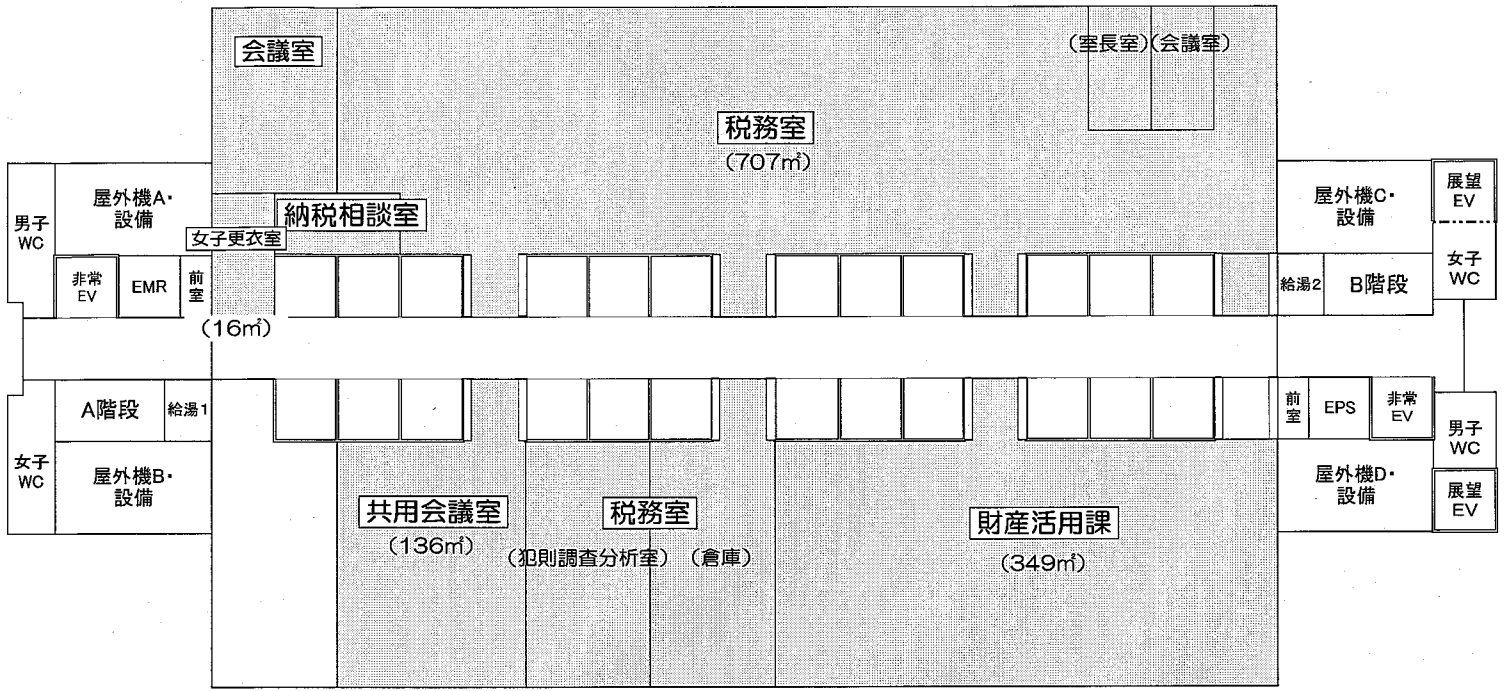 会議室
(室長室)(会議室)
税務室
(707㎡)
男子
WC
屋外機A・
設備
納税相談室
女子更衣室
非常
EV
EMR
前
室
(16㎡)
屋外機C・
設備
展望
EV
女子
WC
給湯2
B階段
A階段
給湯1
女子
WC
屋外機B・
設備
共用会議室
(136㎡)
税務室
(犯則調査分析室)
(倉庫)
財産活用課
(349㎡)
前
室
EPS
非常
EV
男子
WC
屋外機D・
設備
展望
EV